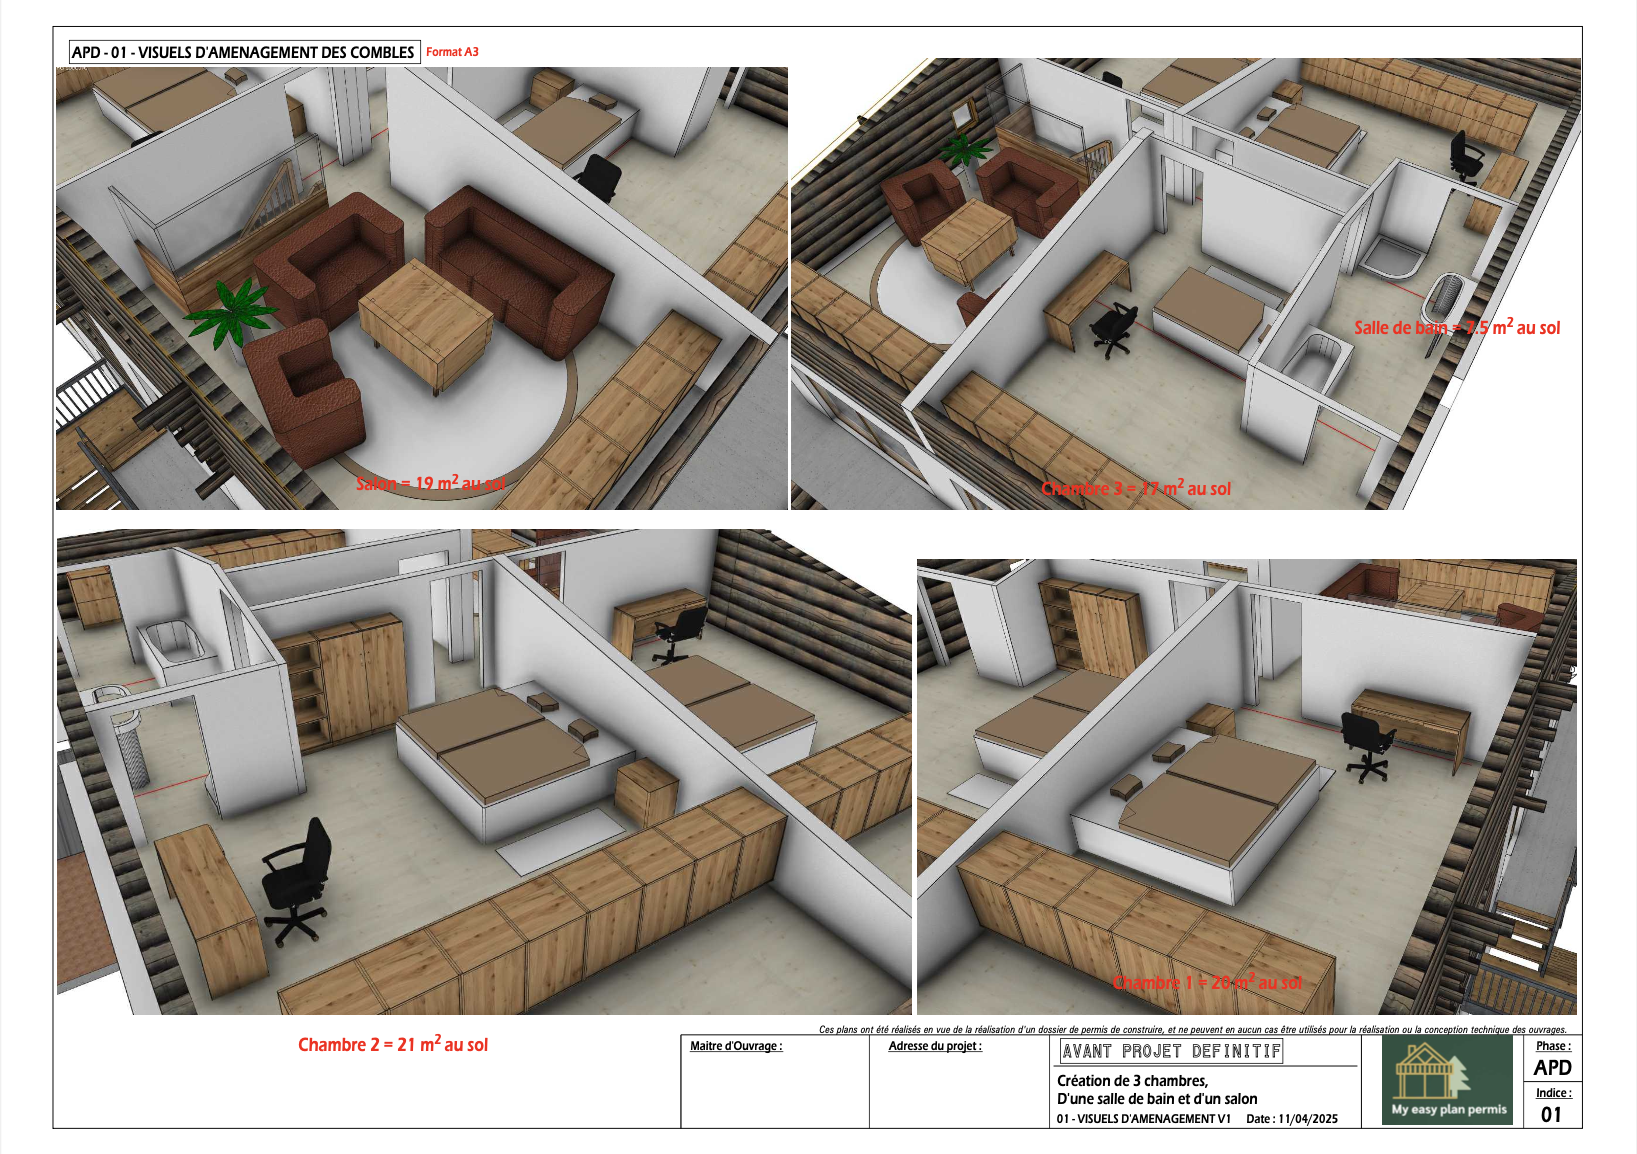 APD - 01 - VISUELS D'AMENAGEMENT DES COMBLES
Format A3
Salon = 19 m² au sol
Salle de bain = 7.5 m² au sol
Chambre 3 = 17 m² au sol
Chambre 1 = 20 m² au sol
Chambre 2 = 21 m² au sol
Ces plans ont été réalisés en vue de la réalisation d'un dossier de permis de construire, et ne peuvent en aucun cas être utilisés pour la réalisation ou la conception technique des ouvrages.
Maitre d'Ouvrage :
Adresse du projet :
AVANT PROJET DEFINITIF
Création de 3 chambres,
D'une salle de bain et d'un salon
01 - VISUELS D'AMENAGEMENT V1 Date : 11/04/2025
My easy plan permis
Phase :
APD
Indice :
01